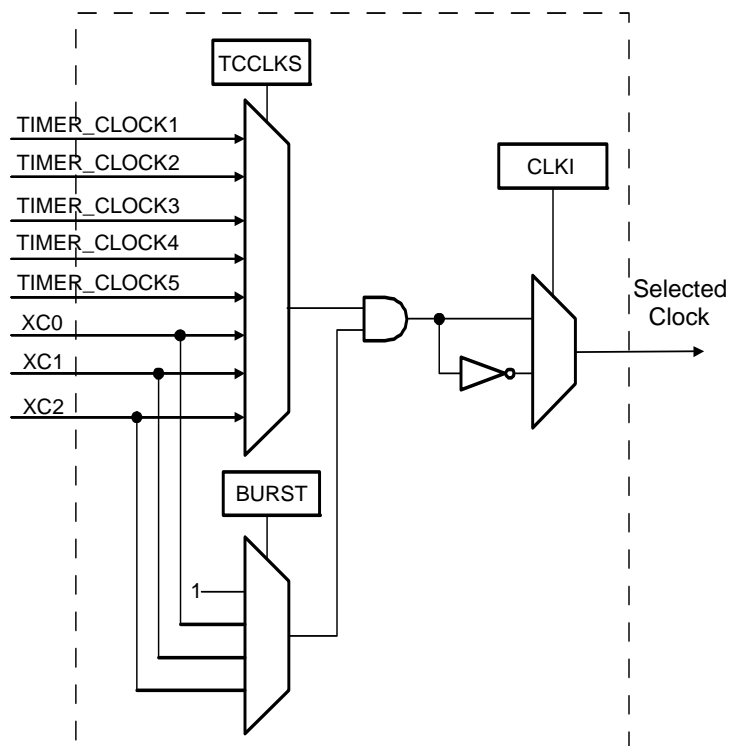 TCCLKS
TIMER_CLOCK1
TIMER_CLOCK2
CLKI
TIMER_CLOCK3
TIMER_CLOCK4
TIMER_CLOCK5
Selected
Clock
XC0
XC1
XC2
BURST
1